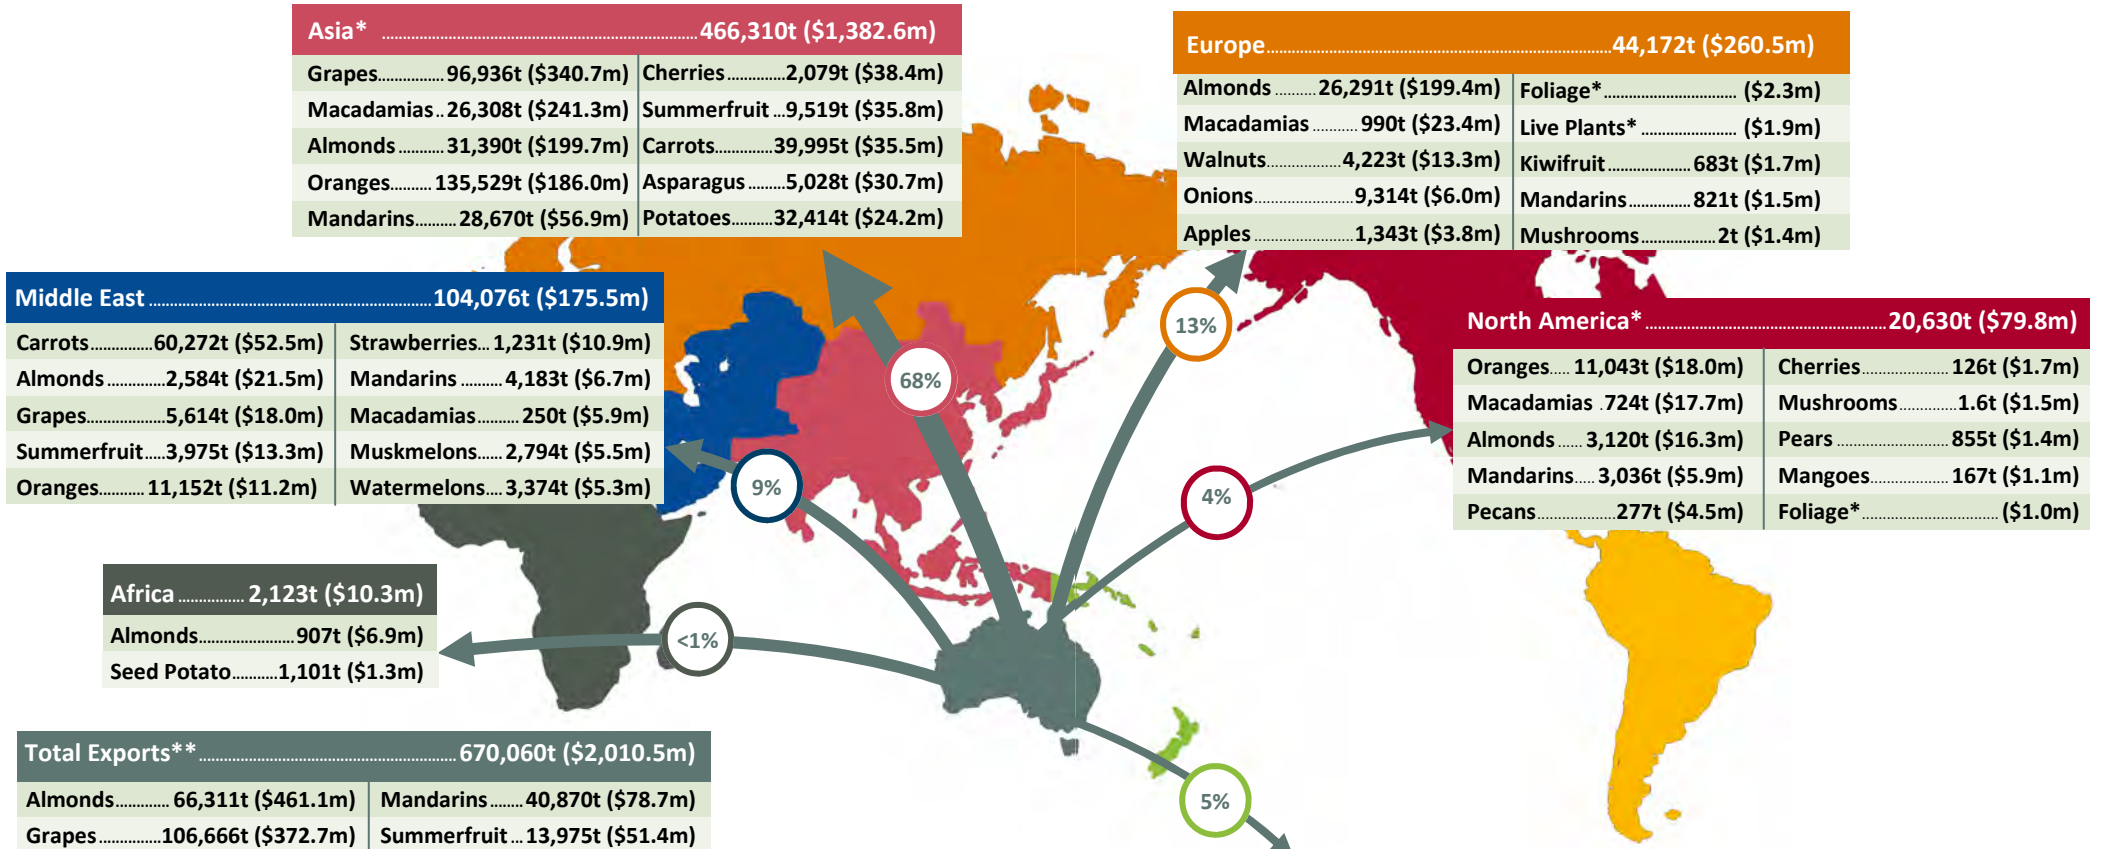 Asia* 466,310t ($1,382.6m)
Grapes 96,936t ($340.7m) Cherries 2,079t ($38.4m)
Macadamias 26,308t ($241.3m) Summerfruit 9,519t ($35.8m)
Almonds 31,390t ($199.7m) Carrots 39,995t ($35.5m)
Oranges 135,529t ($186.0m) Asparagus 5,028t ($30.7m)
Mandarins 28,670t ($56.9m) Potatoes 32,414t ($24.2m)
Europe 44,172t ($260.5m)
Almonds 26,291t ($199.4m) Foliage* ($2.3m)
Macadamias 990t ($23.4m) Live Plants* ($1.9m)
Walnuts 4,223t ($13.3m) Kiwifruit 683t ($1.7m)
Onions 9,314t ($6.0m) Mandarins 821t ($1.5m)
Apples 1,343t ($3.8m) Mushrooms 2t ($1.4m)
Middle East 104,076t ($175.5m)
Carrots 60,272t ($52.5m) Strawberries 1,231t ($10.9m)
Almonds 2,584t ($21.5m) Mandarins 4,183t ($6.7m)
Grapes 5,614t ($18.0m) Macadamias 250t ($5.9m)
Summerfruit 3,975t ($13.3m) Muskmelons 2,794t ($5.5m)
Oranges 11,152t ($11.2m) Watermelons 3,374t ($5.3m)
13%
68%
9%
4%
North America* 20,630t ($79.8m)
Oranges 11,043t ($18.0m) Cherries 126t ($1.7m)
Macadamias 724t ($17.7m) Mushrooms 1.6t ($1.5m)
Almonds 3,120t ($16.3m) Pears 855t ($1.4m)
Mandarins 3,036t ($5.9m) Mangoes 167t ($1.1m)
Pecans 277t ($4.5m) Foliage* ($1.0m)
Africa 2,123t ($10.3m)
Almonds 907t ($6.9m)
Seed Potato 1,101t ($1.3m)
<1%
Total Exports** 670,060t ($2,010.5m)
Almonds 66,311t ($461.1m) Mandarins 40,870t ($78.7m)
Grapes 106,666t ($372.7m) Summerfruit 13,975t ($51.4m)
5%